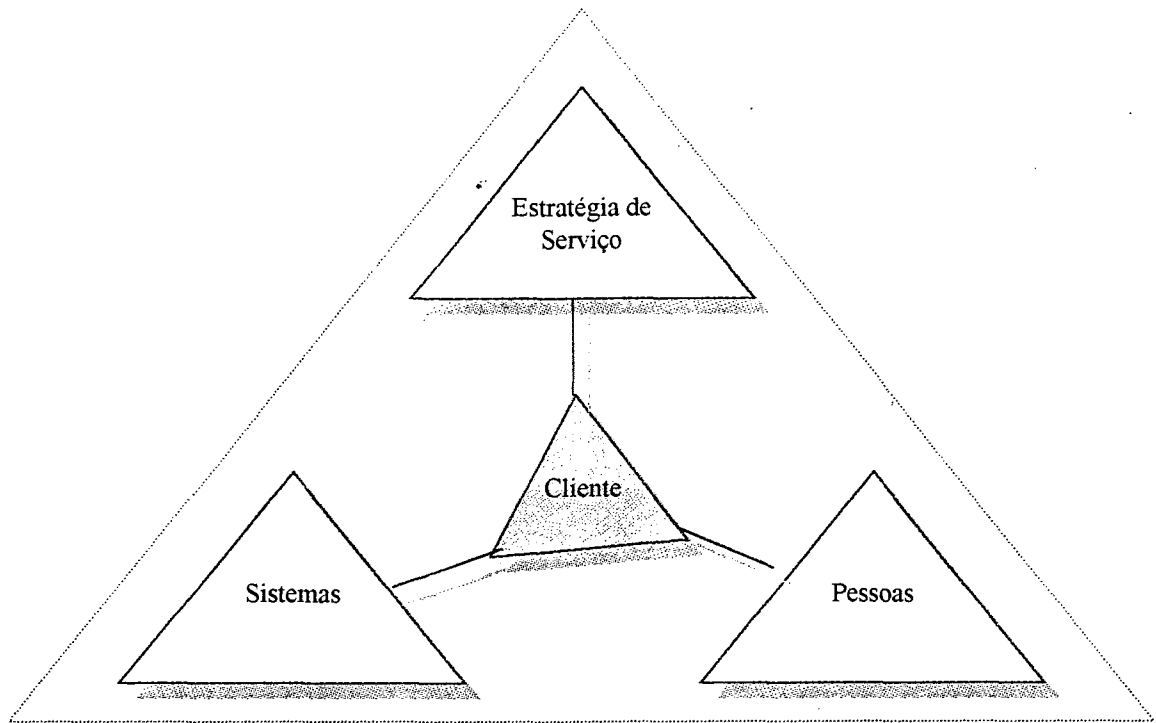 Estratégia de
Serviço
Cliente
Sistemas
Pessoas